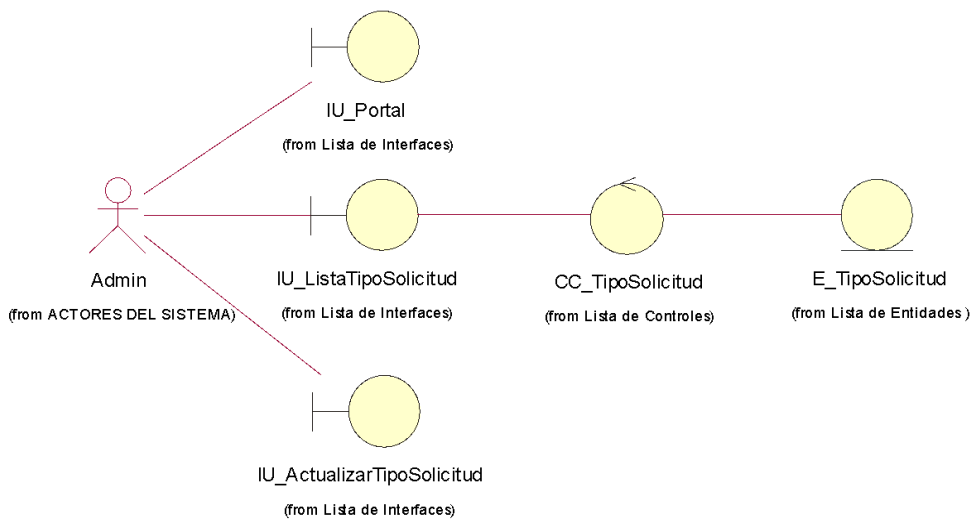 IU_Portal
(from Lista de Interfaces)
Admin
(from ACTORES DEL SISTEMA)
IU_ListaTipoSolicitud
(from Lista de Interfaces)
CC_TipoSolicitud
(from Lista de Controles)
E_TipoSolicitud
(from Lista de Entidades )
IU_ActualizarTipoSolicitud
(from Lista de Interfaces)